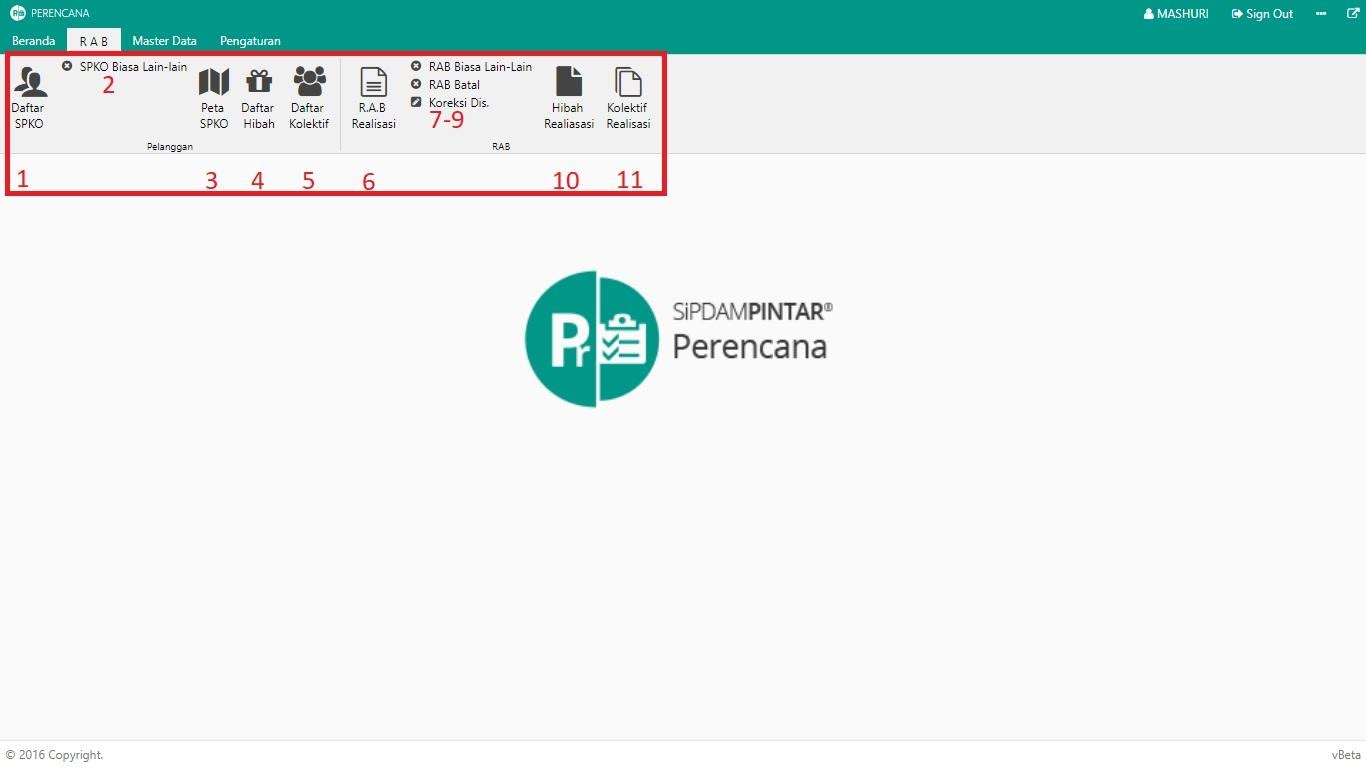 PERENCANA
MASHURI
Sign Out
Beranda
R A B
Master Data
Pengaturan
Daftar
SPKO
SPKO Biasa Lain-lain
2
Peta
SPKO
Daftar
Hibah
Daftar
Kolektif
Pelanggan
R.A.B
Realisasi
RAB Biasa Lain-Lain
RAB Batal
Koreksi Dis.
7-9
Hibah
Realiasasi
Kolektif
Realisasi
RAB
1
3
4
5
6
10
11
Pr
SiPDAMPINTAR®
Perencana
© 2016 Copyright.
vBeta